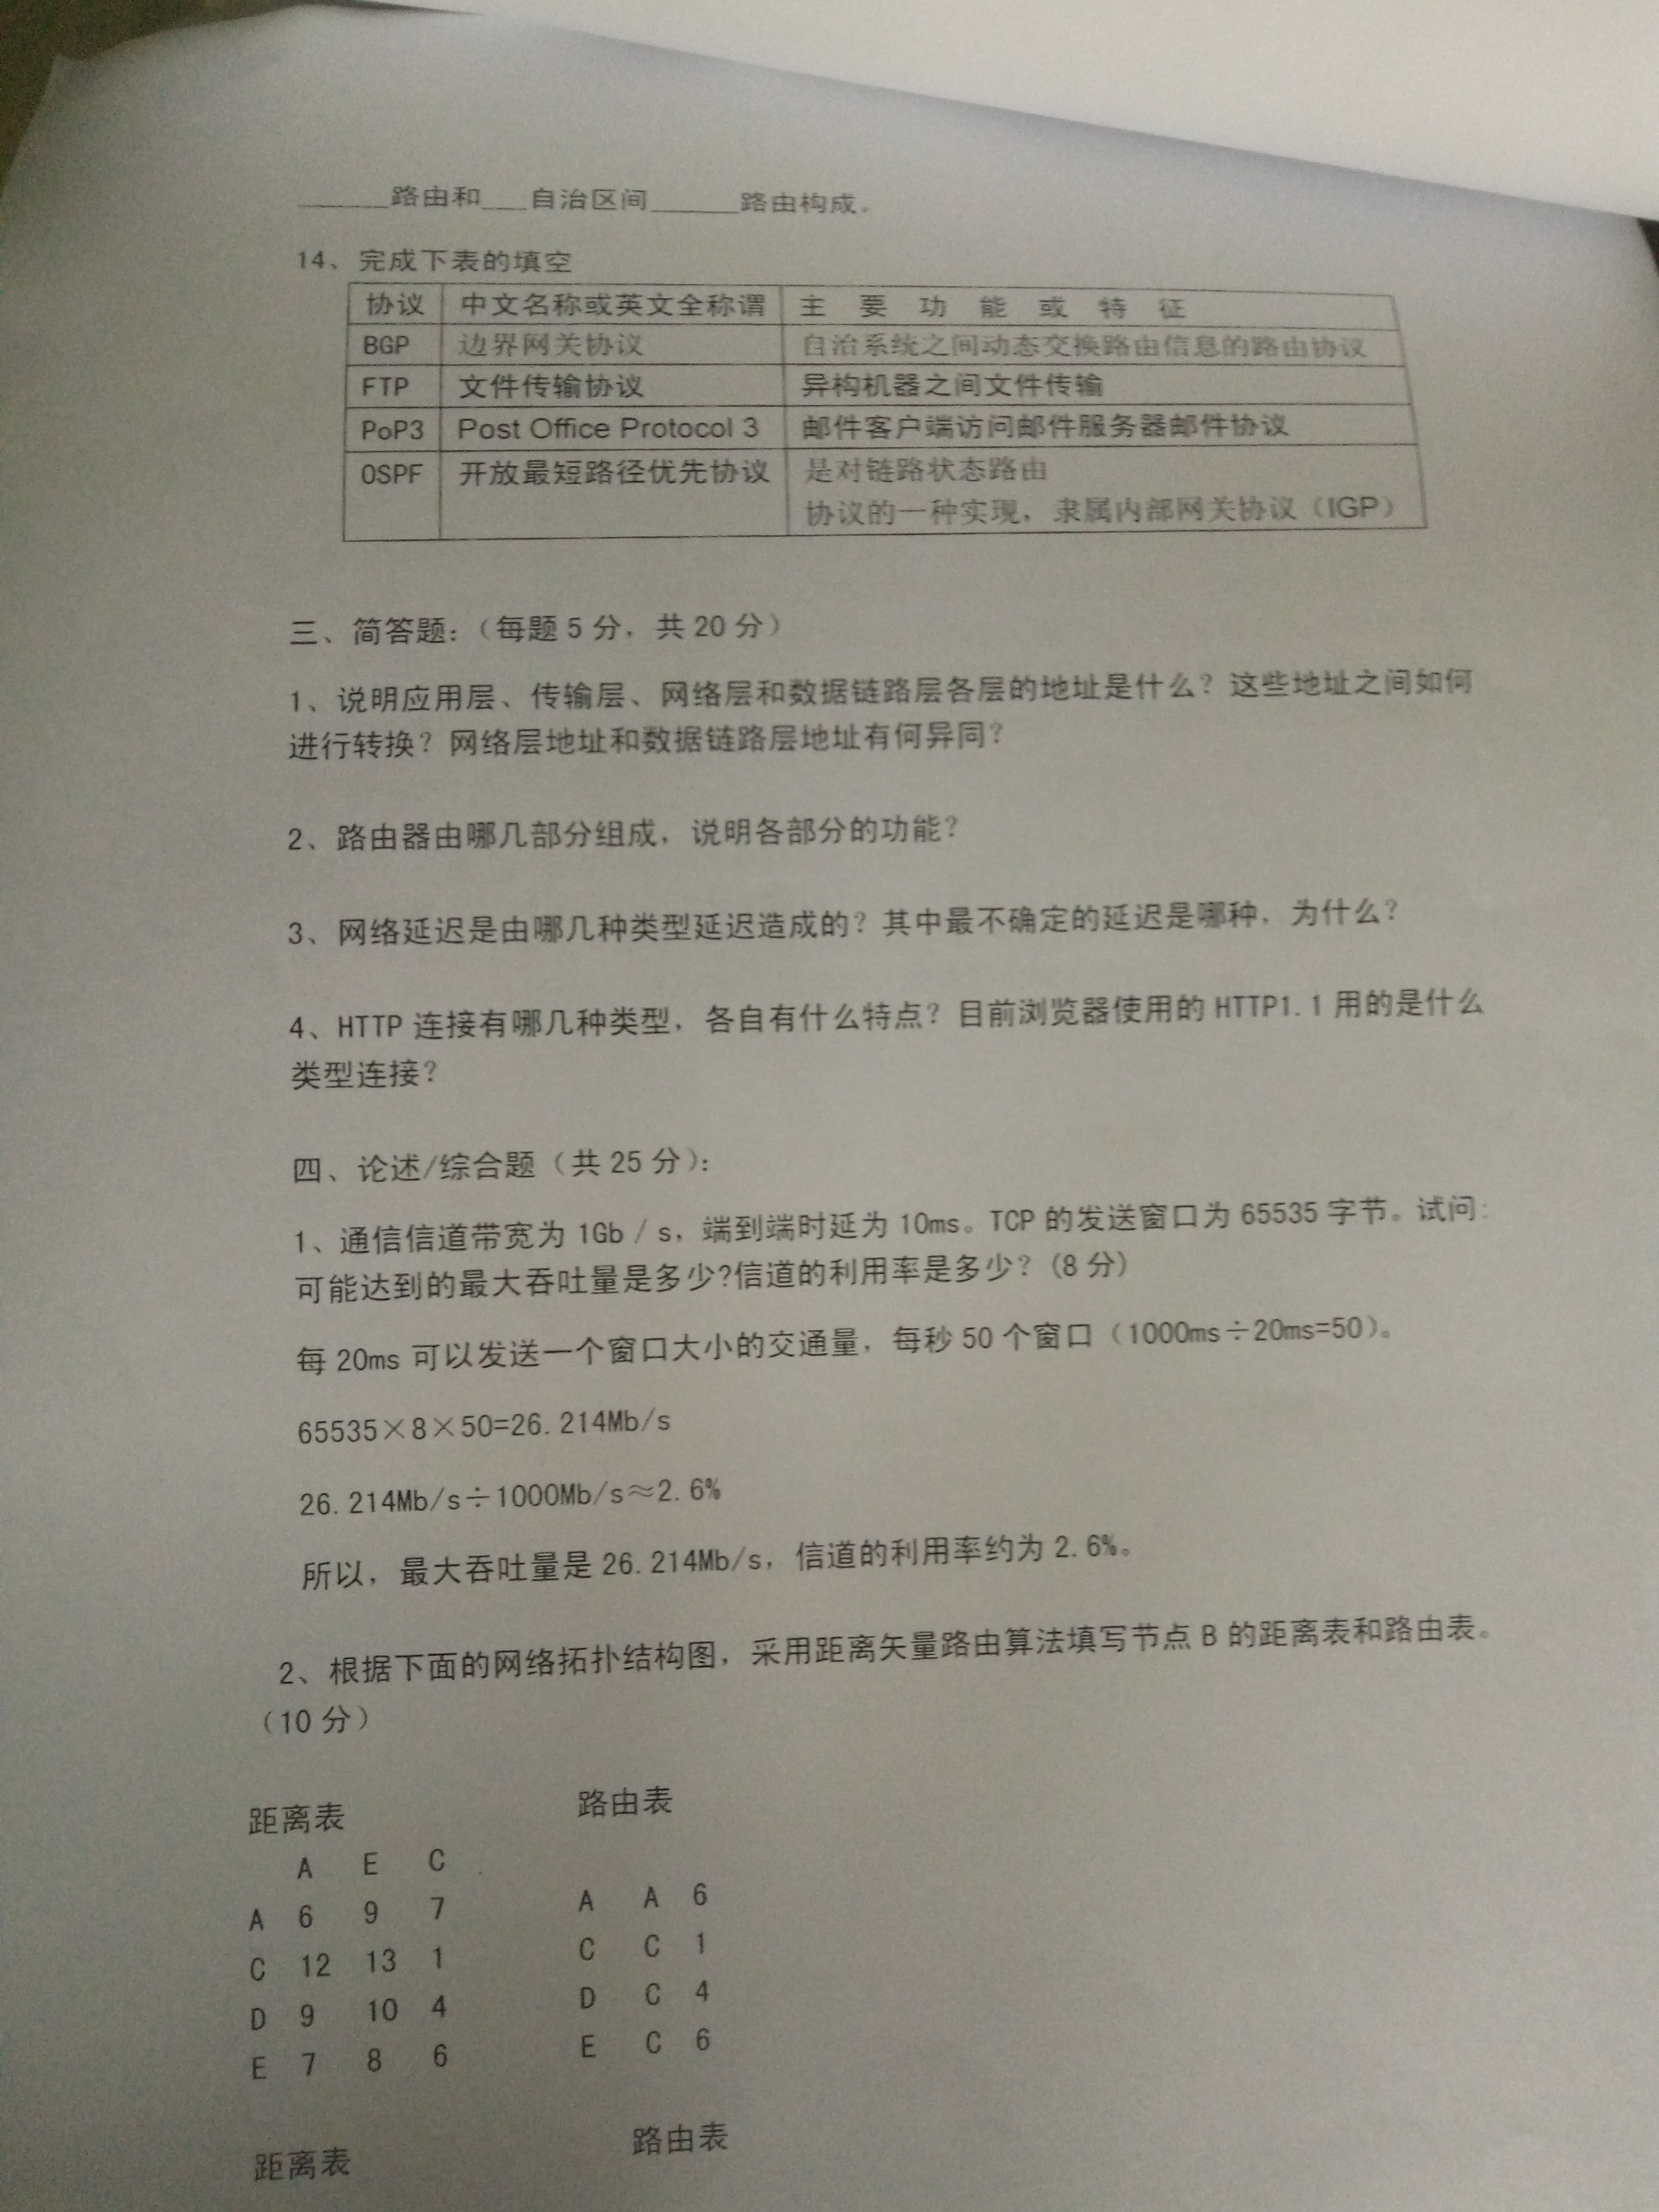 ______路由和___自治区间______路由构成。
14、完成下表的填空
协议 中文名称或英文全称谓 主 要 功 能 或 特 征
BGP 边界网关协议 自治系统之间动态交换路由信息的路由协议
FTP 文件传输协议 异构机器之间文件传输
PoP3 Post Office Protocol 3 邮件客户端访问邮件服务器邮件协议
OSPF 开放最短路径优先协议 是对链路状态路由
协议的一种实现，隶属内部网关协议（IGP）
三、简答题：（每题 5 分，共 20 分）
1、说明应用层、传输层、网络层和数据链路层各层的地址是什么？这些地址之间如何
进行转换？网络层地址和数据链路层地址有何异同？
2、路由器由哪几部分组成，说明各部分的功能？
3、网络延迟是由哪几种类型延迟造成的？其中最不确定的延迟是哪种，为什么？
4、HTTP 连接有哪几种类型，各自有什么特点？目前浏览器使用的 HTTP1.1 用的是什么
类型连接？
四、论述/综合题（共 25 分）：
1、通信信道带宽为 1Gb / s，端到端时延为 10ms。TCP 的发送窗口为 65535 字节。试问:
可能达到的最大吞吐量是多少?信道的利用率是多少？(8 分)
每 20ms 可以发送一个窗口大小的交通量，每秒 50 个窗口（1000ms÷20ms=50）。
65535×8×50=26.214Mb/s
26.214Mb/s÷1000Mb/s≈2.6%
所以，最大吞吐量是 26.214Mb/s，信道的利用率约为 2.6%。
2、根据下面的网络拓扑结构图，采用距离矢量路由算法填写节点 B 的距离表和路由表。
（10 分）
距离表 路由表
A E C
A 6 9 7 A A 6
C 12 13 1 C C 1
D 9 10 4 D C 4
E 7 8 6 E C 6
距离表 路由表